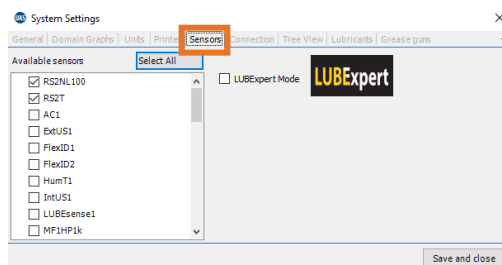 UAS System Settings
General Domain Graphs Units Printer Sensors Connection Tree View Lubricants Grease guns
Available sensors Select All
RS2NL100
RS2T
AC1
ExtUS1
FlexID1
FlexID2
HumT1
IntUS1
LUBEsense1
MF1HP1k
LUBExpert Mode LUBExpert
Save and close